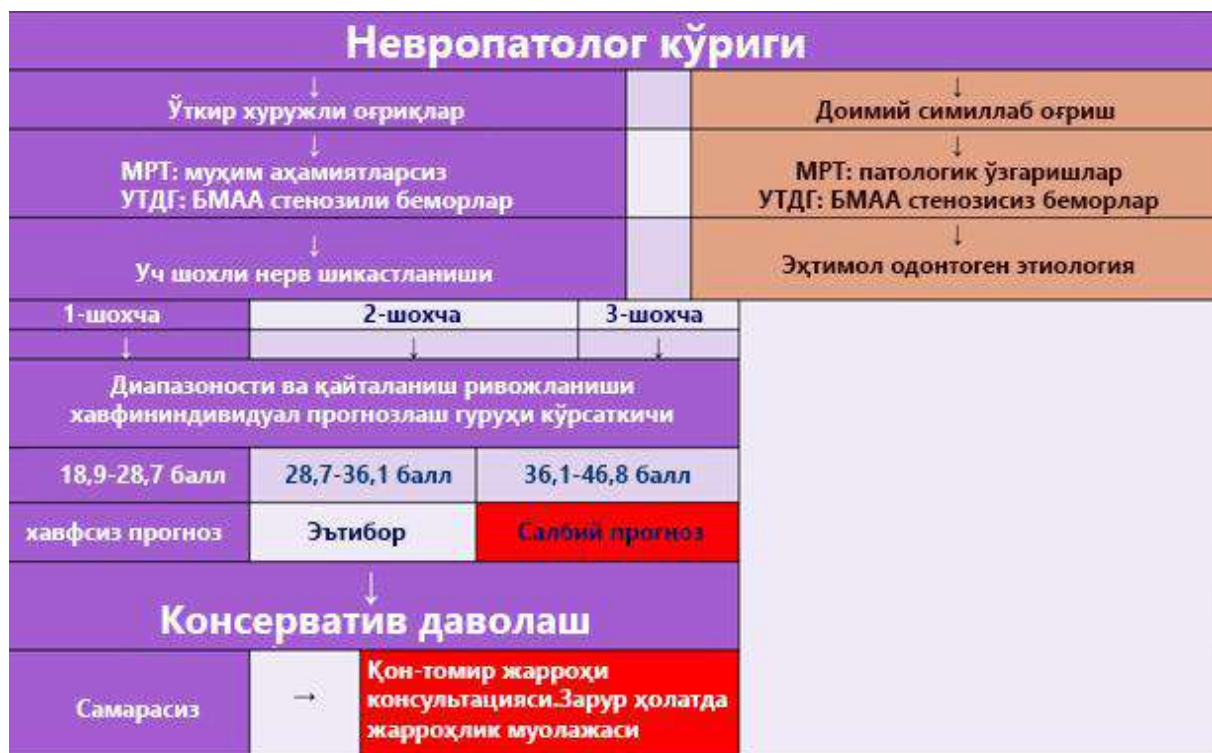 Невропатолог кўриги
↓
Ўткир хуружли оғриқлар
↓
Доимий симиллаб оғриш
↓
МРТ: муҳим аҳамиятларсиз
УТДГ: БМАА стенозили беморлар
↓
МРТ: патологик ўзгаришлар
УТДГ: БМАА стенозисиз беморлар
↓
Уч шохли нерв шикастланиши
↓
Эҳтимол одонтоген этиология
1-шохча 2-шохча 3-шохча
↓ ↓ ↓
Диапазоности ва қайталаниш ривожланиши
хавфининдивидуал прогнозлаш гуруҳи кўрсаткичи
18,9-28,7 балл 28,7-36,1 балл 36,1-46,8 балл
хавфсиз прогноз Эътибор Салбий прогноз
↓
Консерватив даволаш
Самарасиз
→
Қон-томир жарроҳи
консультацияси.Зарур ҳолатда
жарроҳлик муолажаси